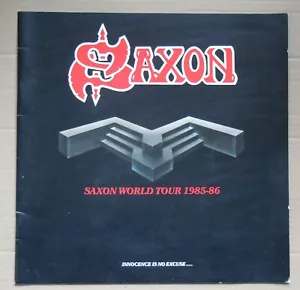 SAXON
SAXON WORLD TOUR 1985-86
INNOCENCE IS NO EXCUSE.....